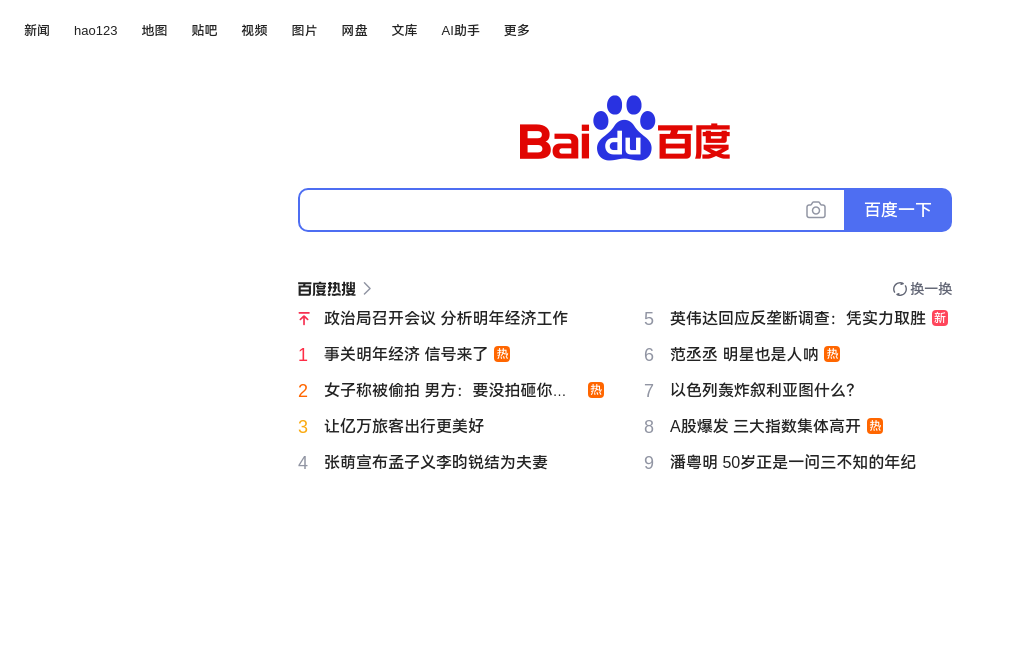 新闻 hao123 地图 贴吧 视频 图片 网盘 文库 AI助手 更多
Bai du 百度
百度一下
百度热搜 换一换
政治局召开会议 分析明年经济工作
1 事关明年经济 信号来了 热
2 女子称被偷拍 男方：要没拍砸你... 热
3 让亿万旅客出行更美好
4 张萌宣布孟子义李昀锐结为夫妻
5 英伟达回应反垄断调查：凭实力取胜 新
6 范丞丞 明星也是人呐 热
7 以色列轰炸叙利亚图什么？
8 A股爆发 三大指数集体高开 热
9 潘粤明 50岁正是一问三不知的年纪